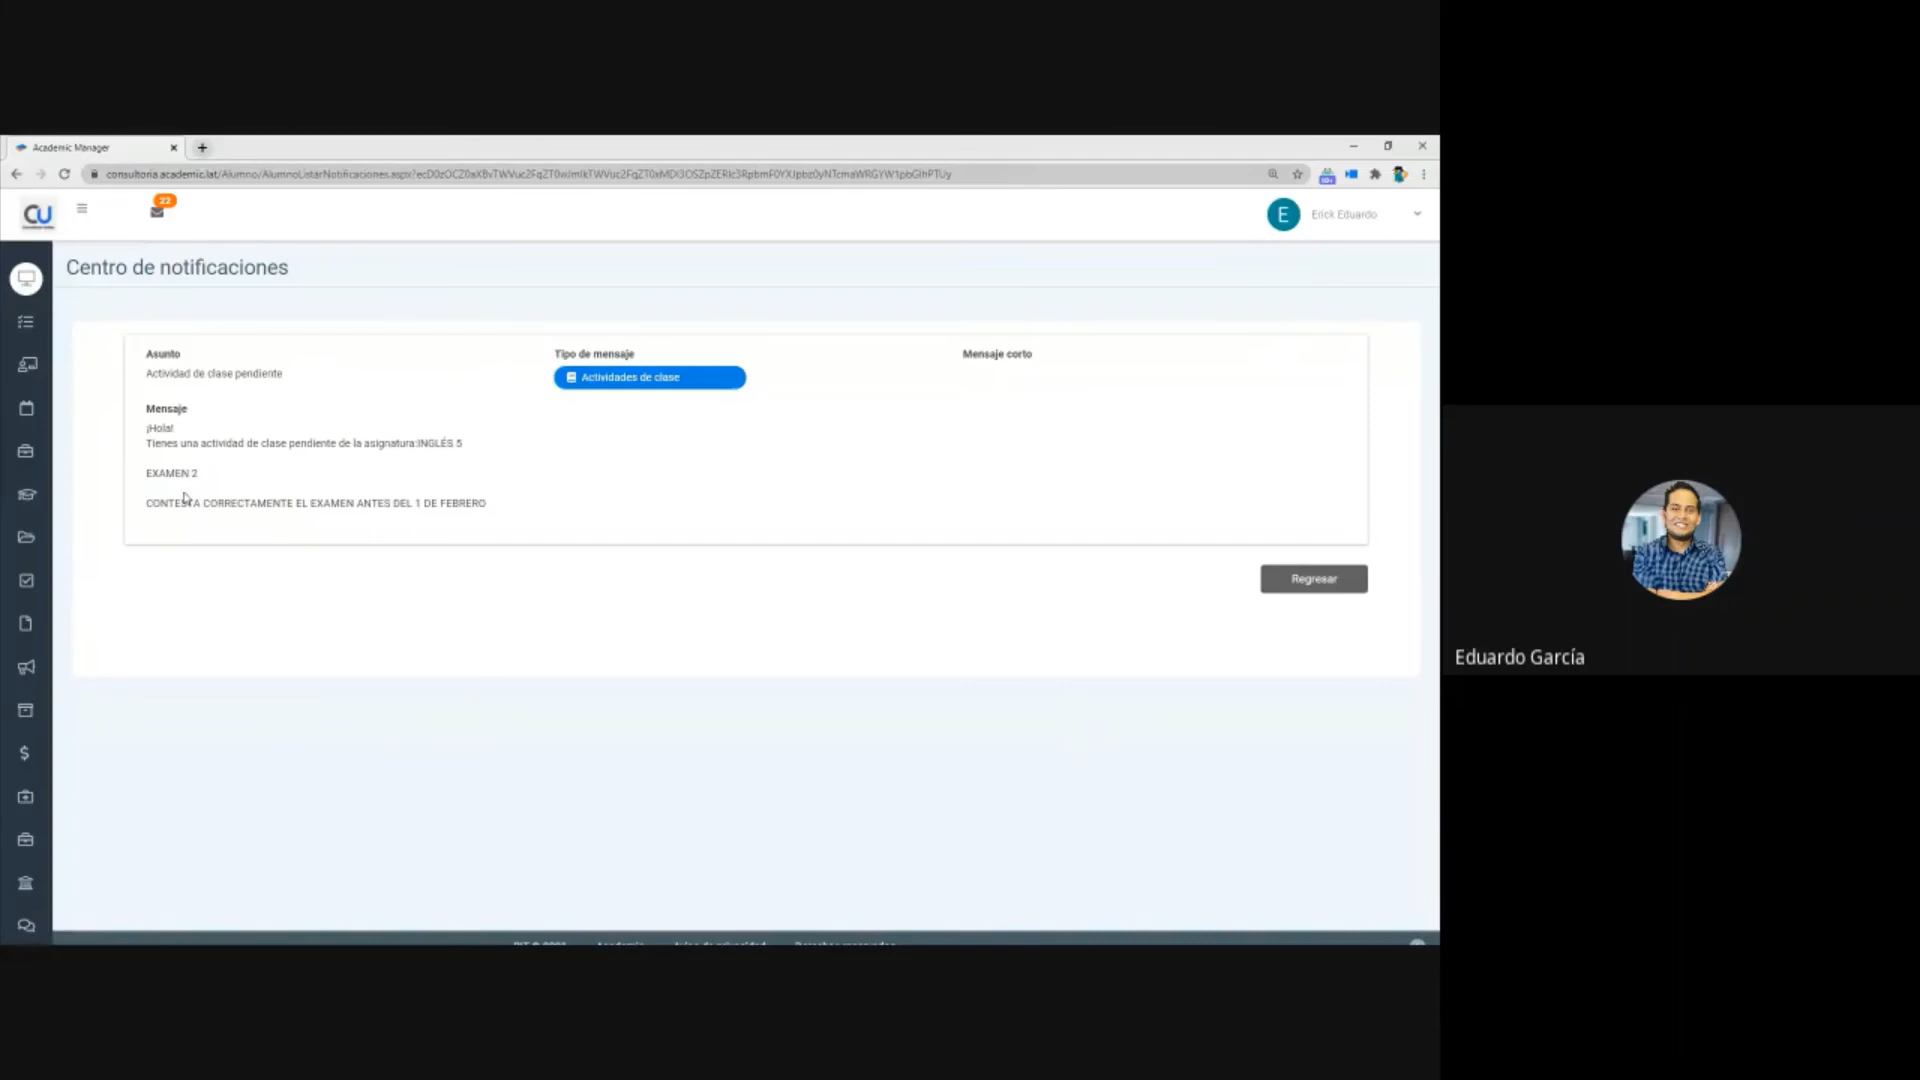 Academic Manager
22
CU
Erick Eduardo
E
Centro de notificaciones
Asunto
Tipo de mensaje
Mensaje corto
Actividad de clase pendiente
Actividades de clase
Mensaje
¡Hola!
Tienes una actividad de clase pendiente de la asignatura:INGLÉS 5
EXAMEN 2
CONTESTA CORRECTAMENTE EL EXAMEN ANTES DEL 1 DE FEBRERO
Regresar
Eduardo García